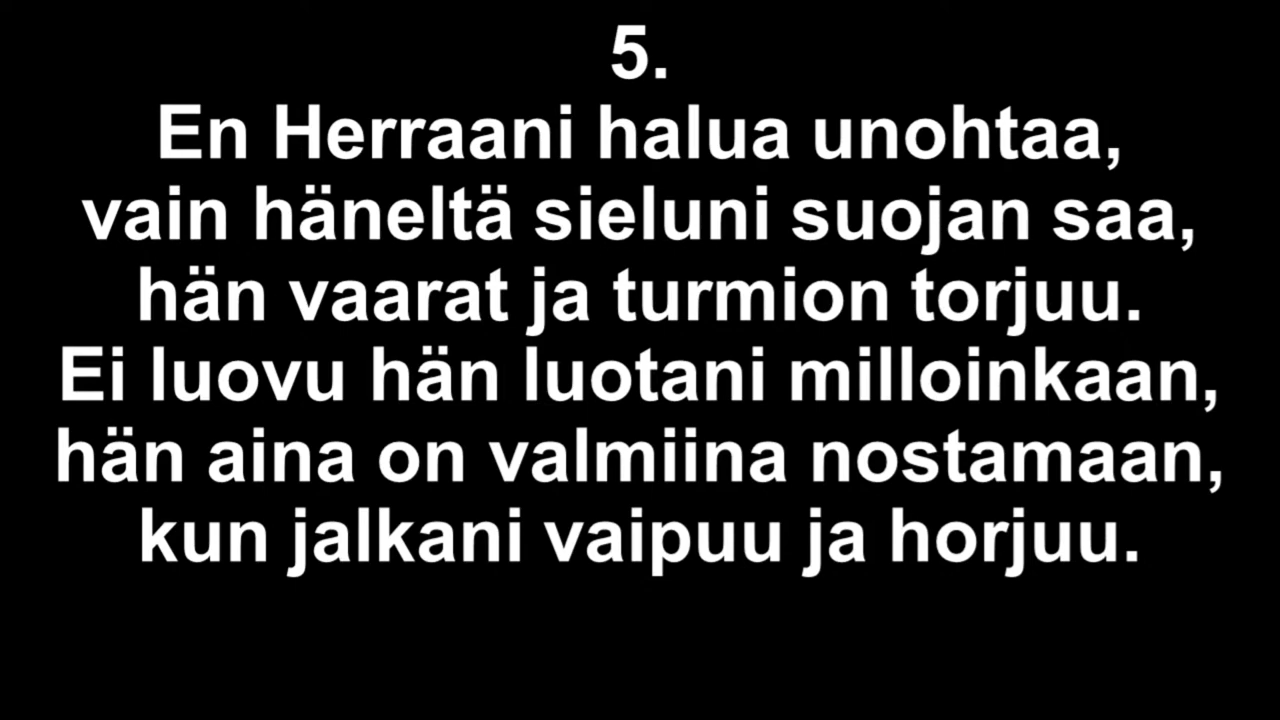 5.
En Herraani halua unohtaa,
vain häneltä sieluni suojan saa,
hän vaarat ja turmion torjuu.
Ei luovu hän luotani milloinkaan,
hän aina on valmiina nostamaan,
kun jalkani vaipuu ja horjuu.